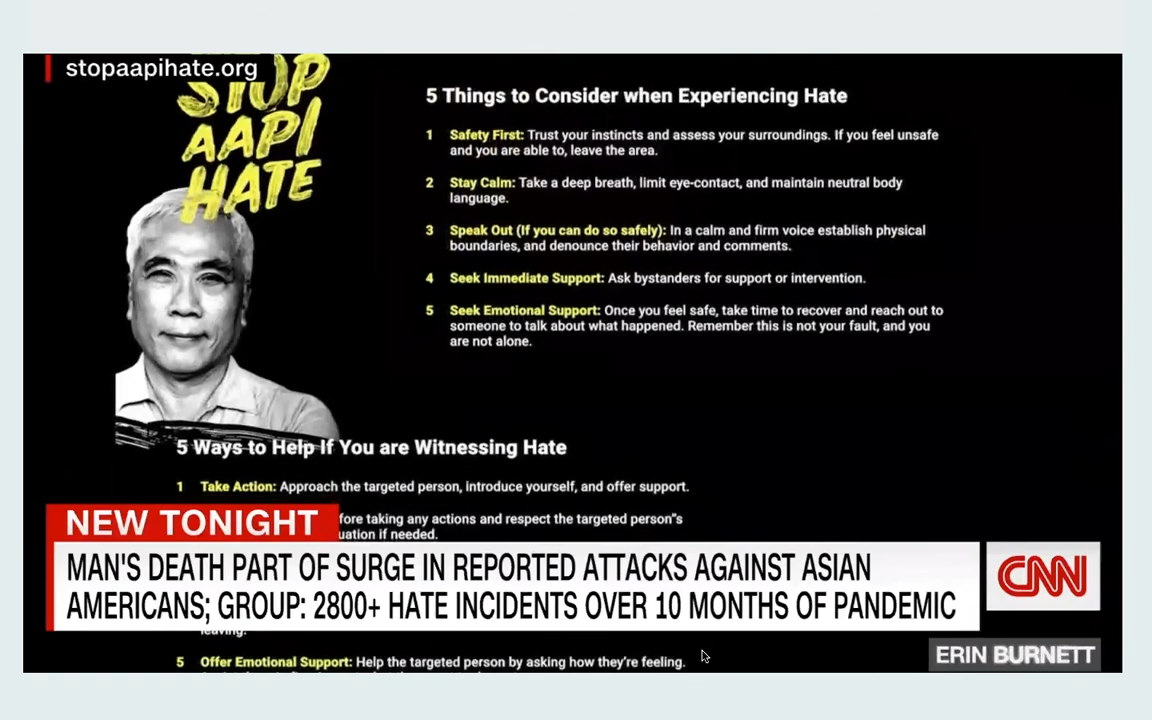 stopaapihate.org
STOP
AAPI
HATE
5 Things to Consider when Experiencing Hate
1 Safety First: Trust your instincts and assess your surroundings. If you feel unsafe
and you are able to, leave the area.
2 Stay Calm: Take a deep breath, limit eye-contact, and maintain neutral body
language.
3 Speak Out (If you can do so safely): In a calm and firm voice establish physical
boundaries, and denounce their behavior and comments.
4 Seek Immediate Support: Ask bystanders for support or intervention.
5 Seek Emotional Support: Once you feel safe, take time to recover and reach out to
someone to talk about what happened. Remember this is not your fault, and you
are not alone.
5 Ways to Help If You are Witnessing Hate
1 Take Action: Approach the targeted person, introduce yourself, and offer support.
fore taking any actions and respect the targeted person"s
uation if needed.
NEW TONIGHT
MAN'S DEATH PART OF SURGE IN REPORTED ATTACKS AGAINST ASIAN
AMERICANS; GROUP: 2800+ HATE INCIDENTS OVER 10 MONTHS OF PANDEMIC
CNN
leaving.
ERIN BURNETT
5 Offer Emotional Support: Help the targeted person by asking how they're feeling.